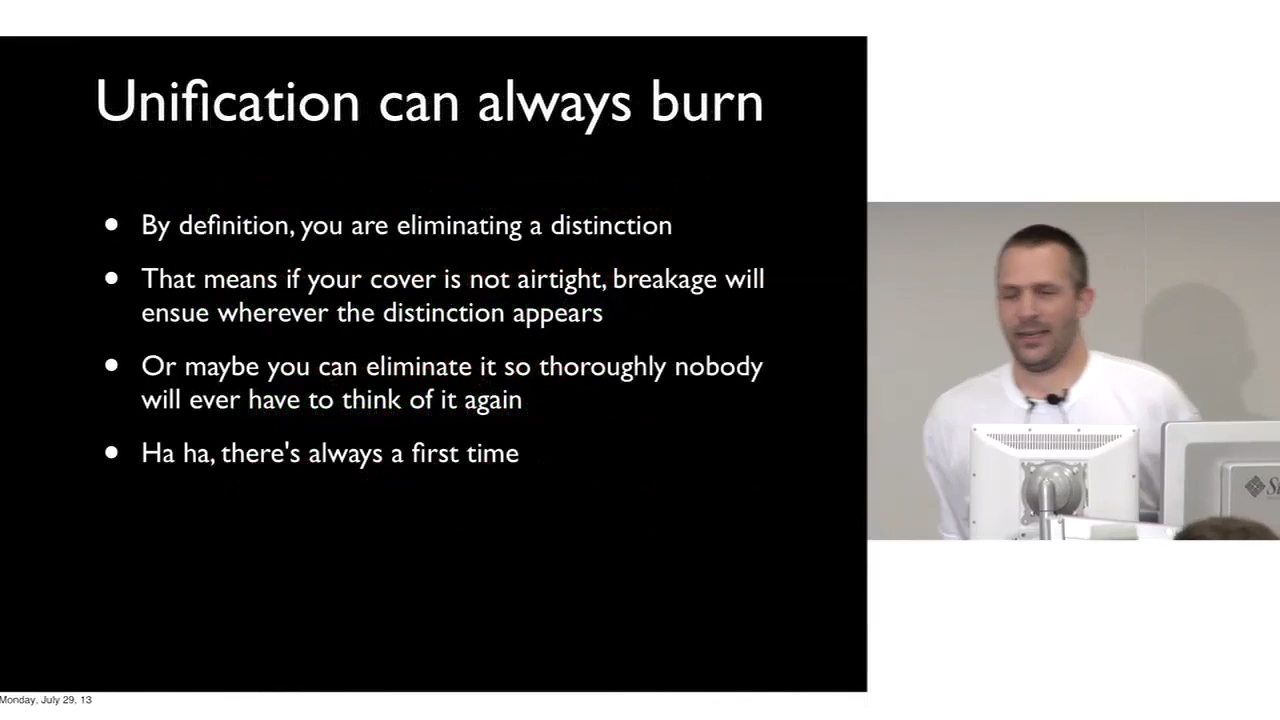 Unification can always burn
• By definition, you are eliminating a distinction
• That means if your cover is not airtight, breakage will
ensue wherever the distinction appears
• Or maybe you can eliminate it so thoroughly nobody
will ever have to think of it again
• Ha ha, there's always a first time
Monday, July 29, 13